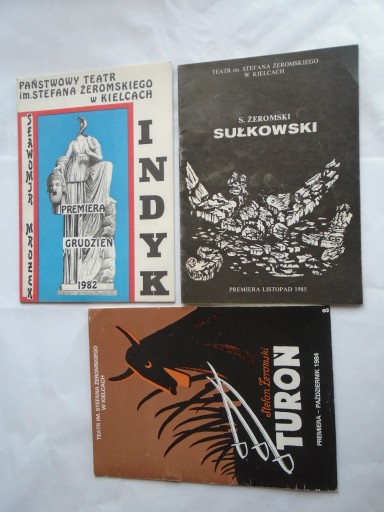 PAŃSTWOWY TEATR
im. STEFANA ŻEROMSKIEGO
W KIELCACH
SŁAWOMIR MROŻEK
INDYK
PREMIERA
GRUDZIEŃ
1982
TEATR im. STEFANA ŻEROMSKIEGO
W KIELCACH
S. ŻEROMSKI
SUŁKOWSKI
PREMIERA LISTOPAD 1985
TEATR IM. STEFANA ŻEROMSKIEGO
W KIELCACH
Stefan Żeromski
TUROŃ
PREMIERA – PAŹDZIERNIK 1984